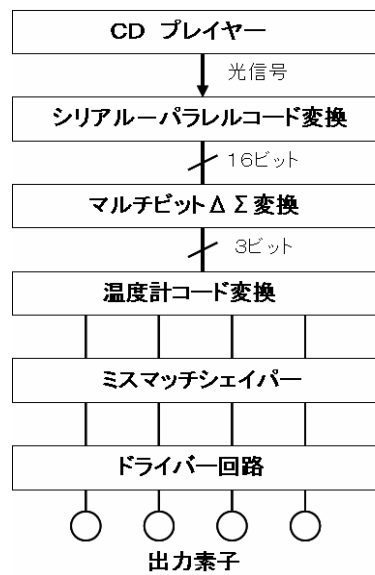 CD プレイヤー
光信号
シリアルーパラレルコード変換
16ビット
マルチビットΔΣ変換
3ビット
温度計コード変換
ミスマッチシェイパー
ドライバー回路
出力素子